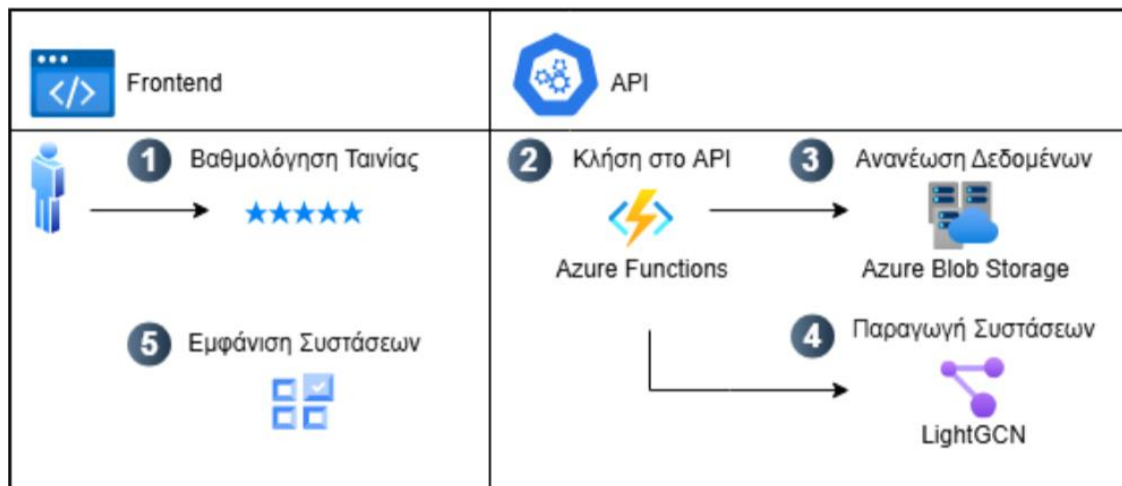 Frontend
API
1 Βαθμολόγηση Ταινίας
2 Κλήση στο API
3 Ανανέωση Δεδομένων
Azure Functions
Azure Blob Storage
4 Παραγωγή Συστάσεων
5 Εμφάνιση Συστάσεων
LightGCN